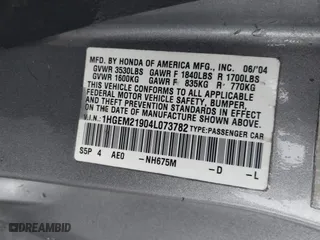 MFD. BY HONDA OF AMERICA MFG., INC. 06/'04
GVWR 3530LBS GAWR F 1840LBS R 1700LBS
GVWR 1600KG GAWR F 835KG R 770KG
THIS VEHICLE CONFORMS TO ALL APPLICABLE
FEDERAL MOTOR VEHICLE SAFETY, BUMPER,
AND THEFT PREVENTION STANDARDS IN EFFECT
ON THE DATE OF MANUFACTURE SHOWN ABOVE.
V.I.N.: 1HGEM21904L073782 TYPE:PASSENGER CAR
S5P 4 AE0 -NH675M -D -L
DREAMBID